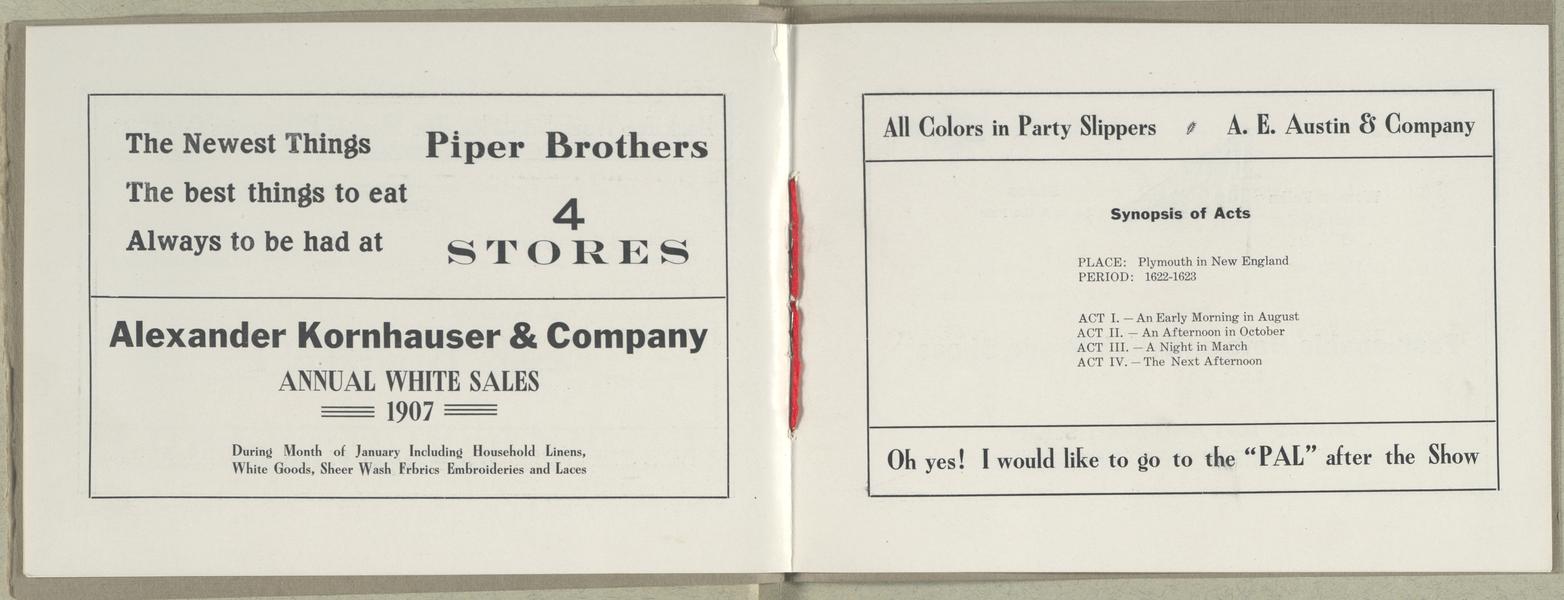 The Newest Things
The best things to eat
Always to be had at
Piper Brothers
4
STORES
Alexander Kornhauser & Company
ANNUAL WHITE SALES
1907
During Month of January Including Household Linens,
White Goods, Sheer Wash Frbrics Embroideries and Laces
All Colors in Party Slippers A. E. Austin & Company
Synopsis of Acts
PLACE: Plymouth in New England
PERIOD: 1622-1623
ACT I. — An Early Morning in August
ACT II. — An Afternoon in October
ACT III. — A Night in March
ACT IV. — The Next Afternoon
Oh yes! I would like to go to the “PAL” after the Show